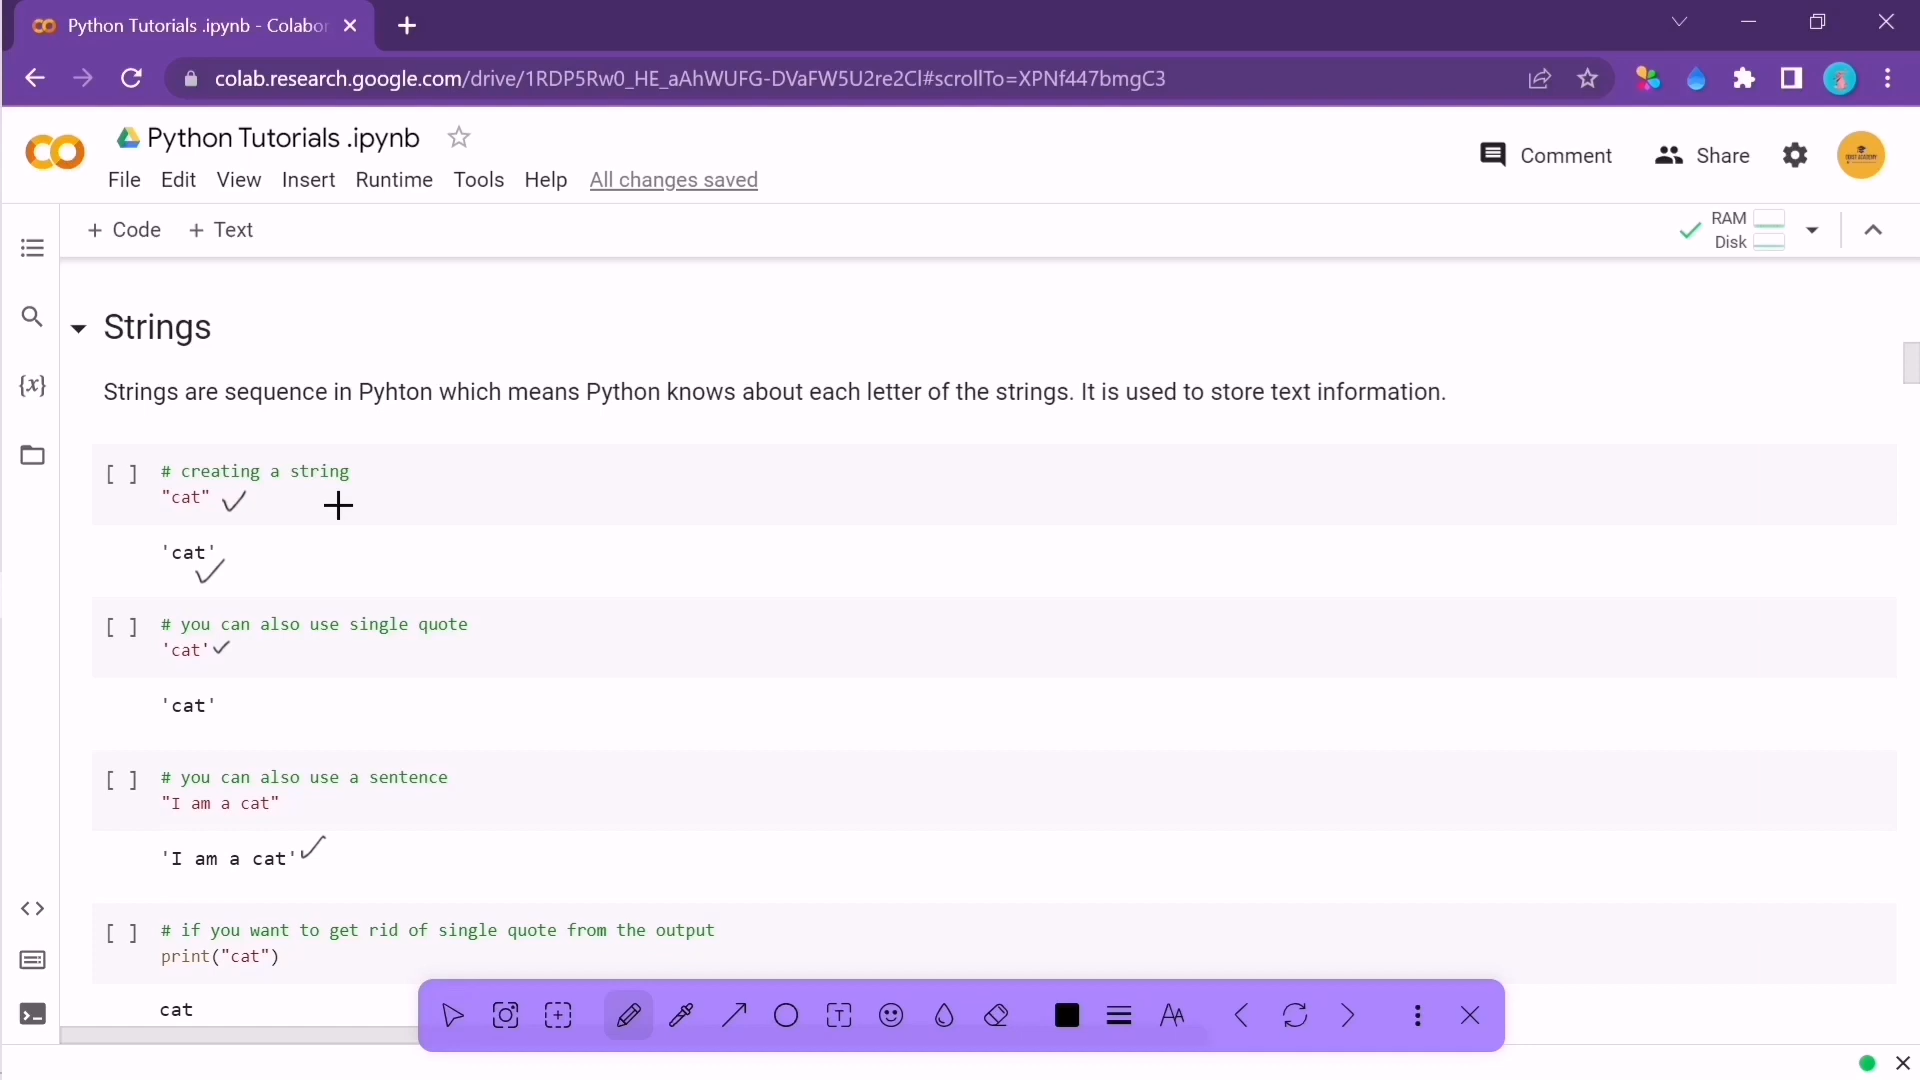 Python Tutorials .ipynb - Colabor
colab.research.google.com/drive/1RDP5Rw0_HE_aAhWUFG-DVaFW5U2re2Cl#scrollTo=XPNf447bmgC3
Python Tutorials .ipynb
Comment
Share
File Edit View Insert Runtime Tools Help All changes saved
+ Code + Text
RAM
Disk
Strings
{x}
Strings are sequence in Pyhton which means Python knows about each letter of the strings. It is used to store text information.
[ ] # creating a string
"cat"
'cat'
[ ] # you can also use single quote
'cat'
'cat'
[ ] # you can also use a sentence
"I am a cat"
'I am a cat'
[ ] # if you want to get rid of single quote from the output
print("cat")
cat